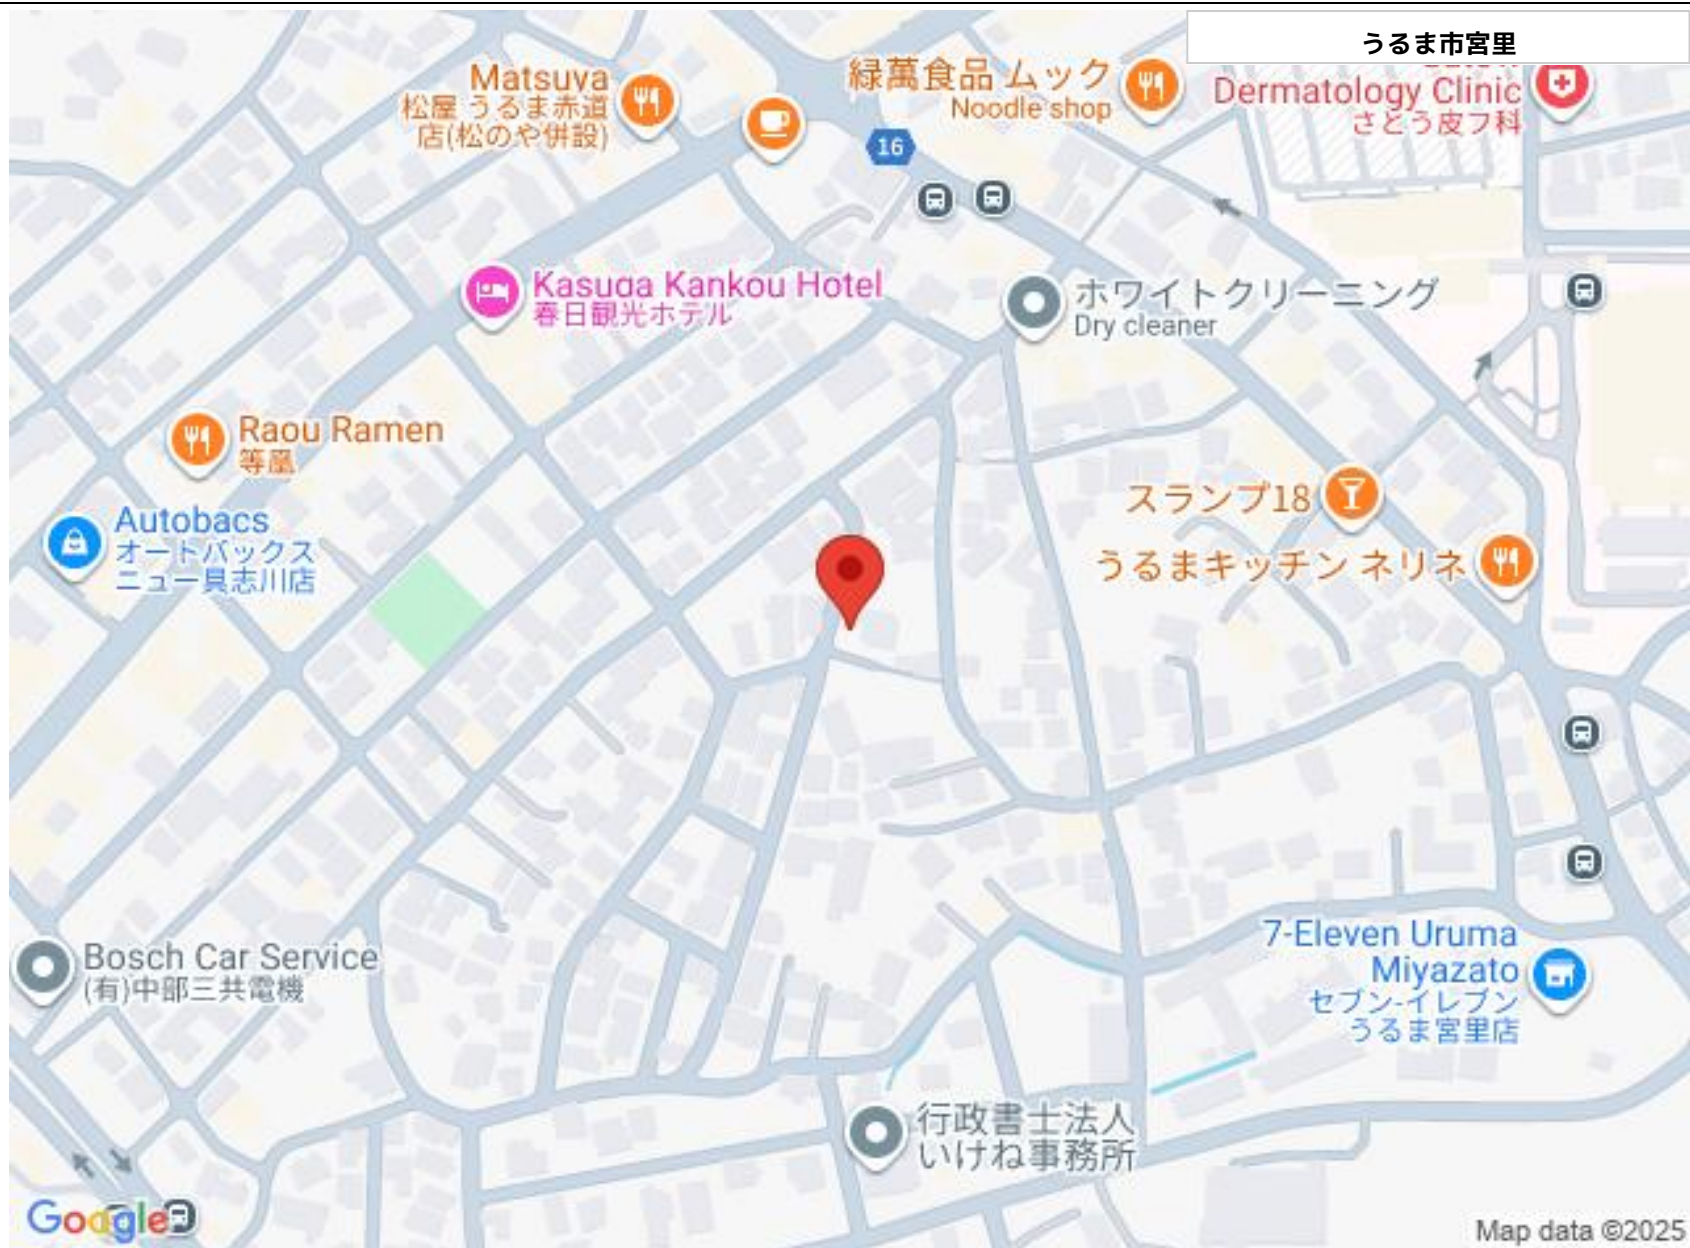 うるま市宮里
Matsuya
松屋 うるま赤道
店(松のや併設)
緑萬食品 ムック
Noodle shop
Dermatology Clinic
さとう皮フ科
16
Kasuga Kankou Hotel
春日観光ホテル
ホワイトクリーニング
Dry cleaner
Raou Ramen
等凰
Autobacs
オートバックス
ニュー具志川店
スランプ18
うるまキッチン ネリネ
Bosch Car Service
(有)中部三共電機
7-Eleven Uruma
Miyazato
セブン-イレブン
うるま宮里店
行政書士法人
いけね事務所
Google
Map data ©2025